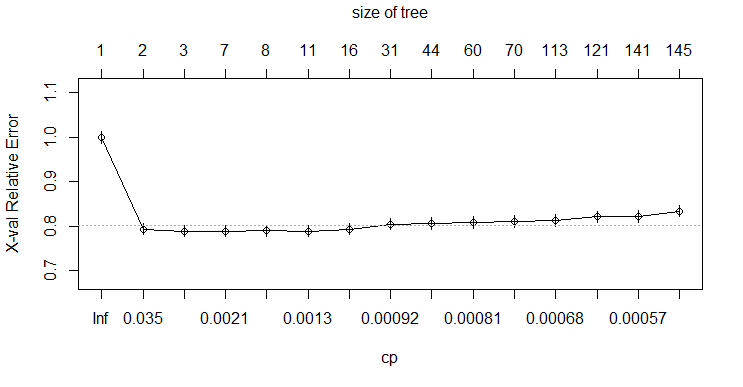 size of tree
1 2 3 7 8 11 16 31 44 60 70 113 121 141 145
X-val Relative Error
1.1
1.0
0.9
0.8
0.7
Inf 0.035 0.0021 0.0013 0.00092 0.00081 0.00068 0.00057
cp